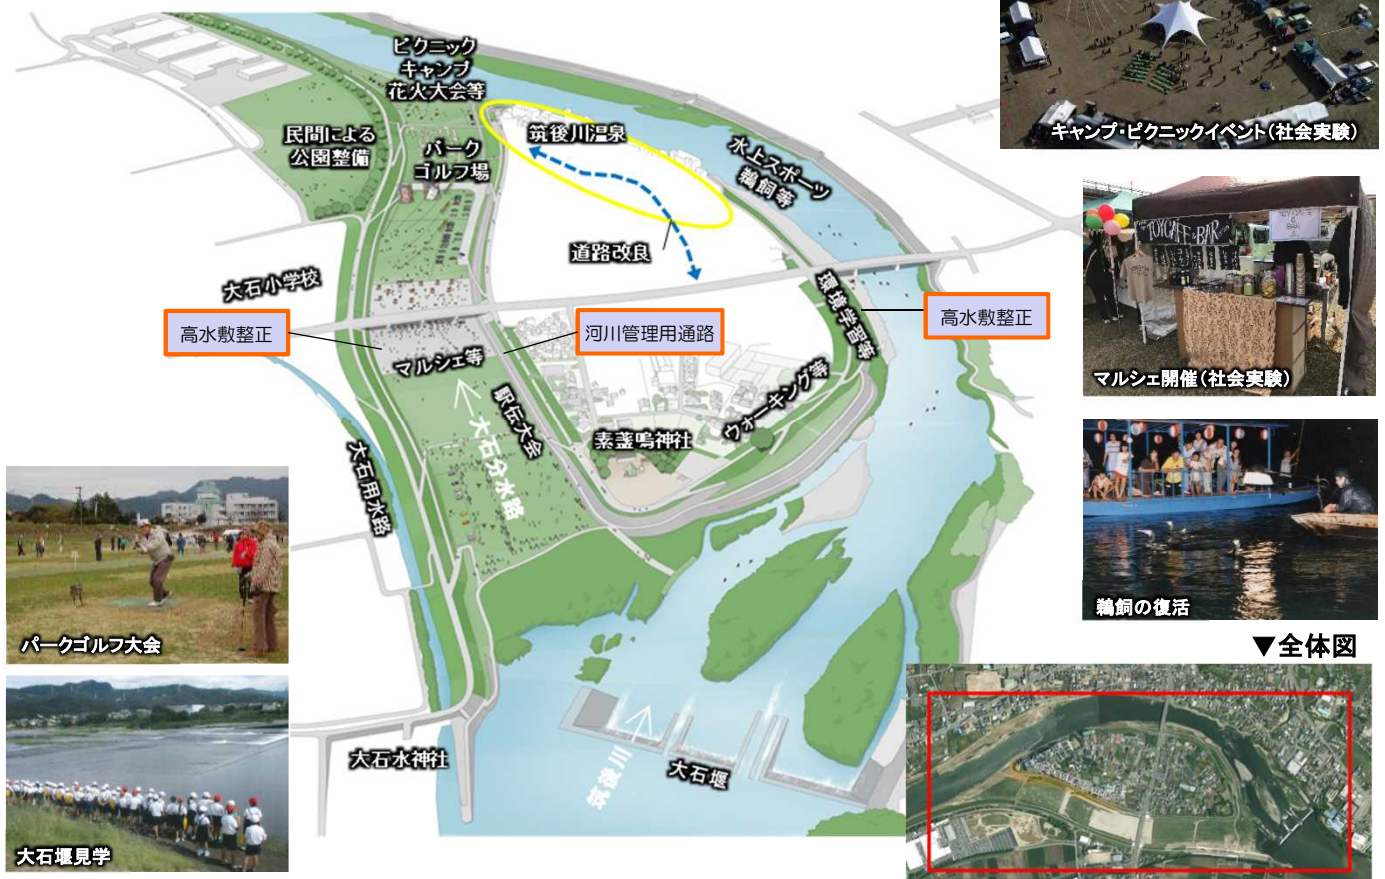 ピクニック
キャンプ
花火大会等
民間による
公園整備
パーク
ゴルフ場
筑後川温泉
水上スポーツ
鵜飼等
道路改良
大石小学校
高水敷整正
河川管理用通路
高水敷整正
環境学習等
マルシェ等
ウォーキング等
駅伝大会
素盞嗚神社
大石分水路
大石用水路
大石水神社
筑後川
大石堰
キャンプ・ピクニックイベント(社会実験)
TOYCAFE & BAR
マルシェ開催(社会実験)
鵜飼の復活
▼全体図
パークゴルフ大会
大石堰見学